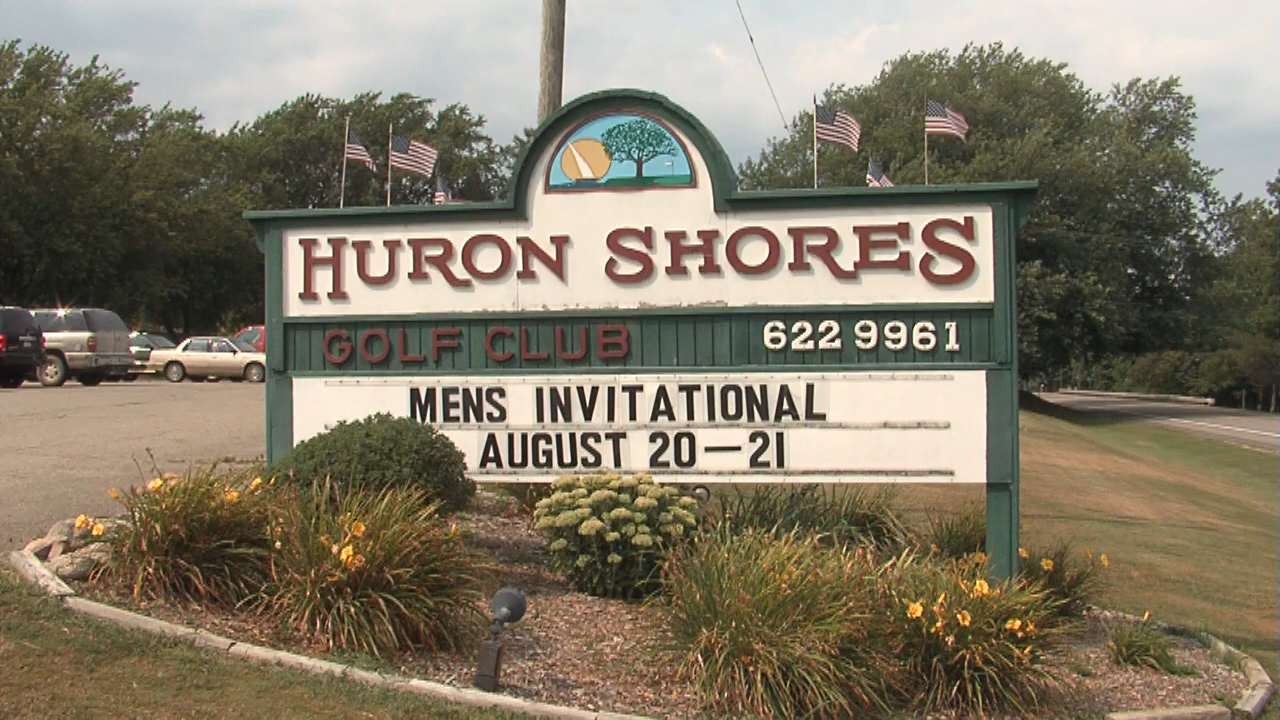 HURON SHORES
GOLF CLUB 622 9961
MENS INVITATIONAL
AUGUST 20—21